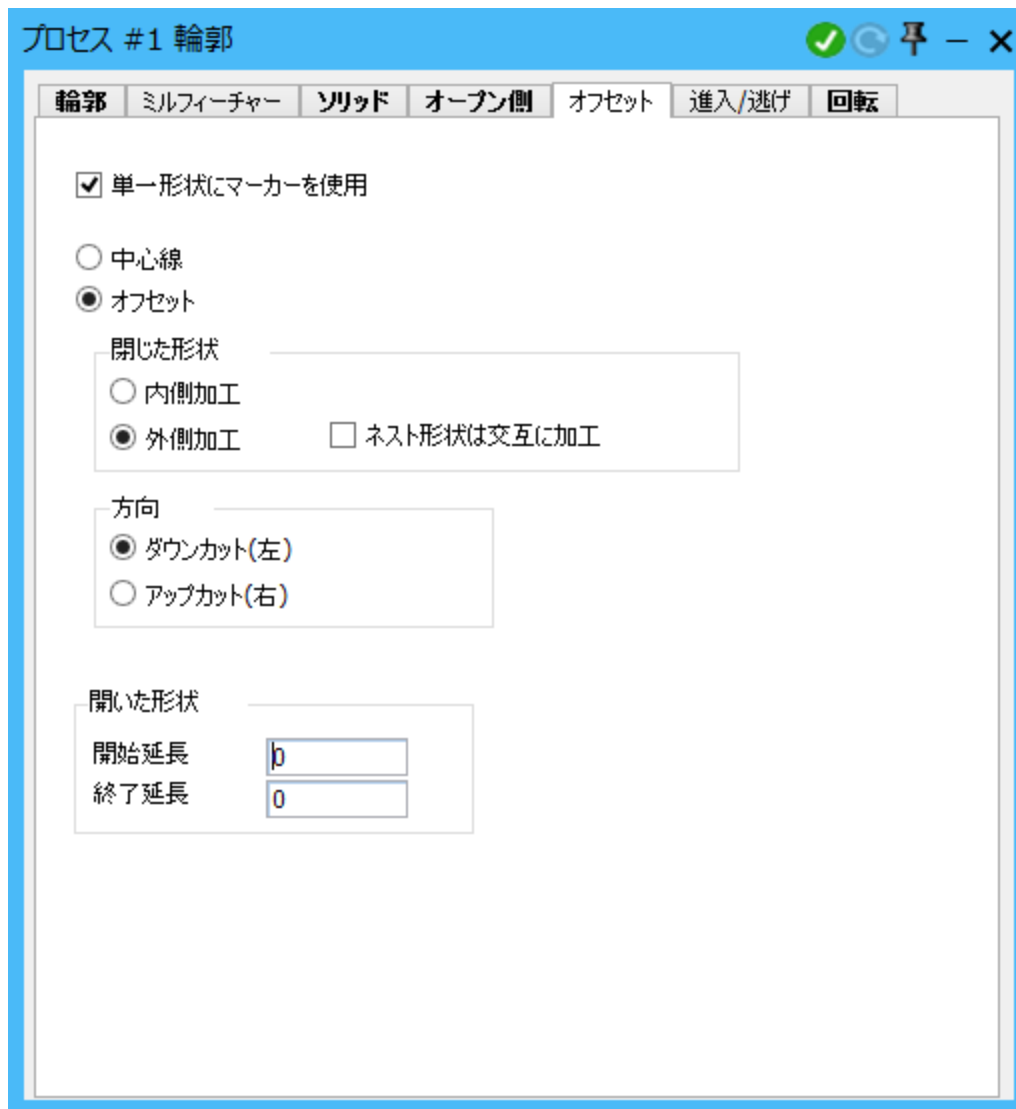 プロセス #1 輪郭
輪郭 ミルフィーチャー ソリッド オープン側 オフセット 進入/逃げ 回転
単一形状にマーカーを使用
中心線
オフセット
閉じた形状
内側加工
外側加工 ネスト形状は交互に加工
方向
ダウンカット(左)
アップカット(右)
開いた形状
開始延長 0
終了延長 0